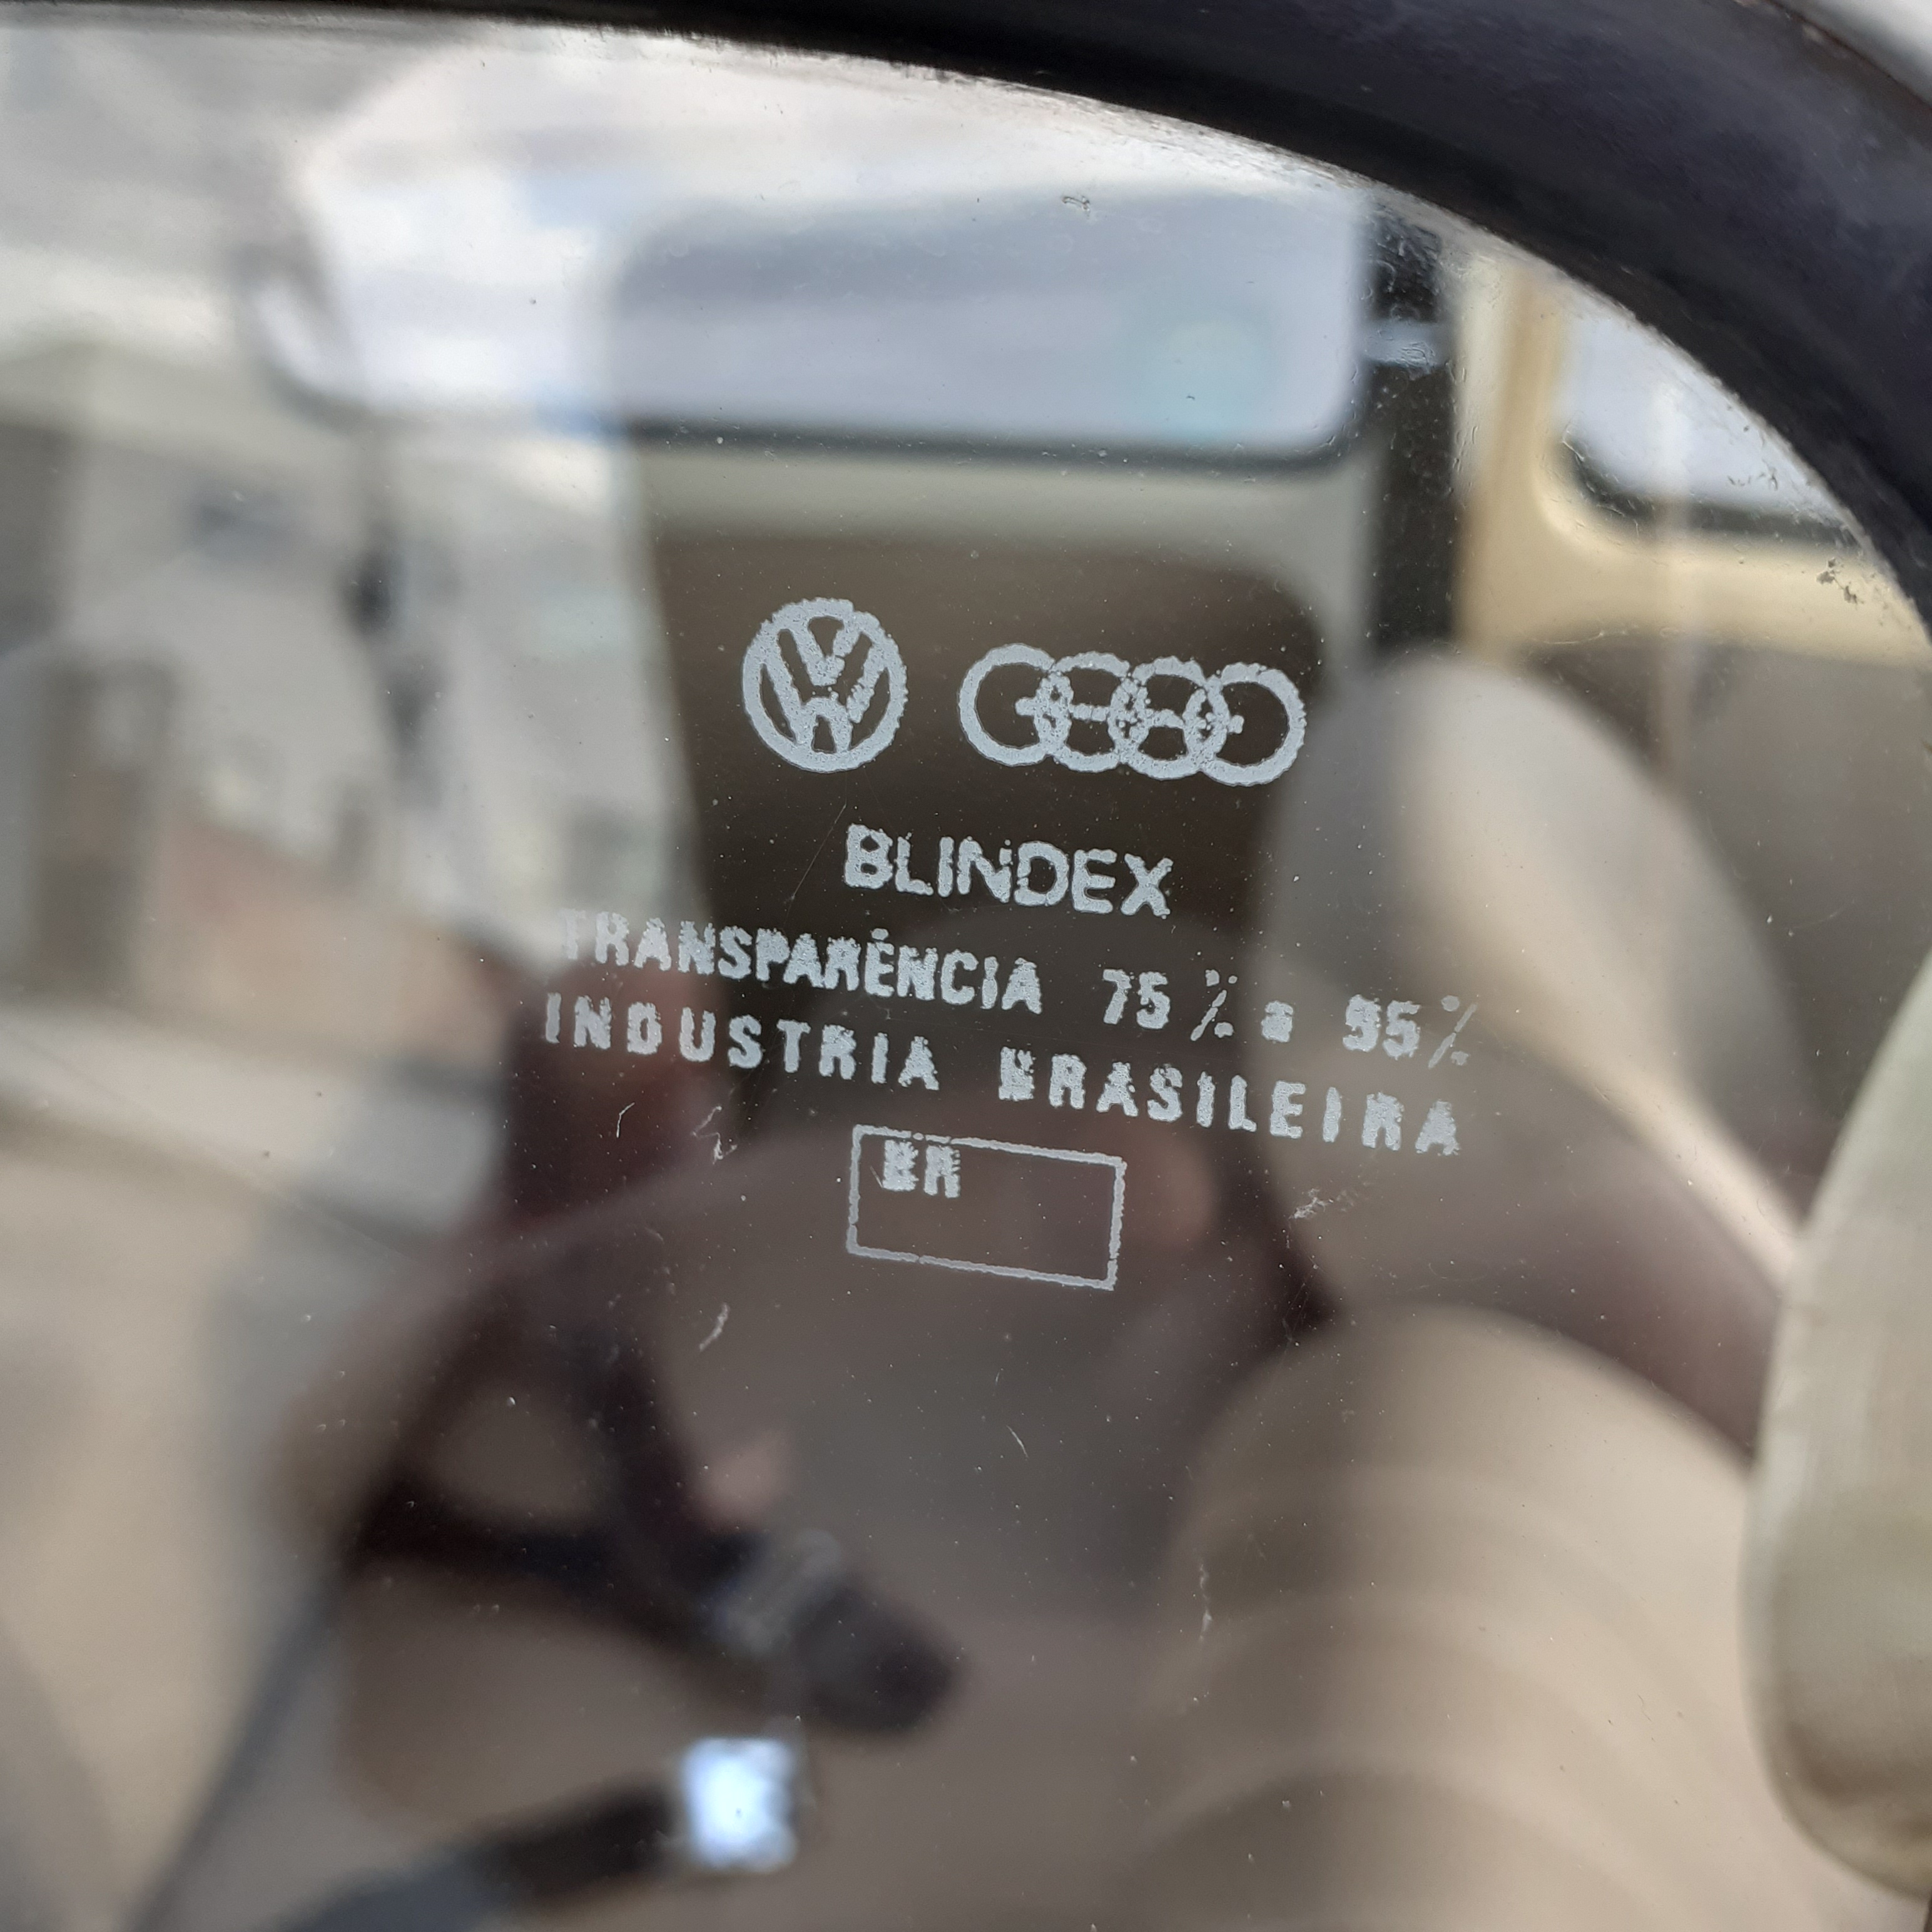 BLINDEX
TRANSPARÊNCIA 75% a 95%
INDUSTRIA BRASILEIRA
BR